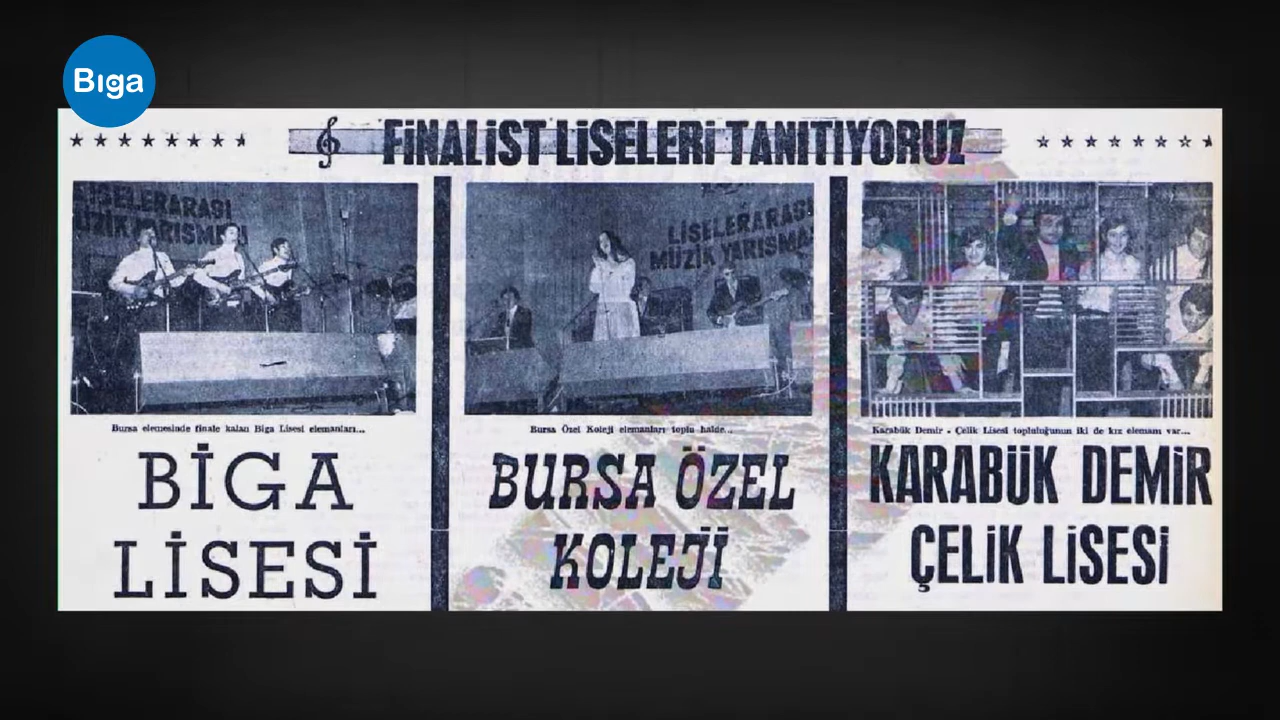 Bıga
FİNALİST LİSELERİ TANITIYORUZ
LİSELERARASI
MÜZİK YARIŞMASI
LİSELERARASI
MÜZİK YARIŞMA
Bursa elemesinde finale kalan Biga Lisesi elemanları...
Bursa Özel Koleji elemanları toplu halde...
Karabük Demir - Çelik Lisesi topluluğunun iki de kız elemanı var...
BİGA
LİSESİ
BURSA ÖZEL
KOLEJİ
KARABÜK DEMİR
ÇELİK LİSESİ